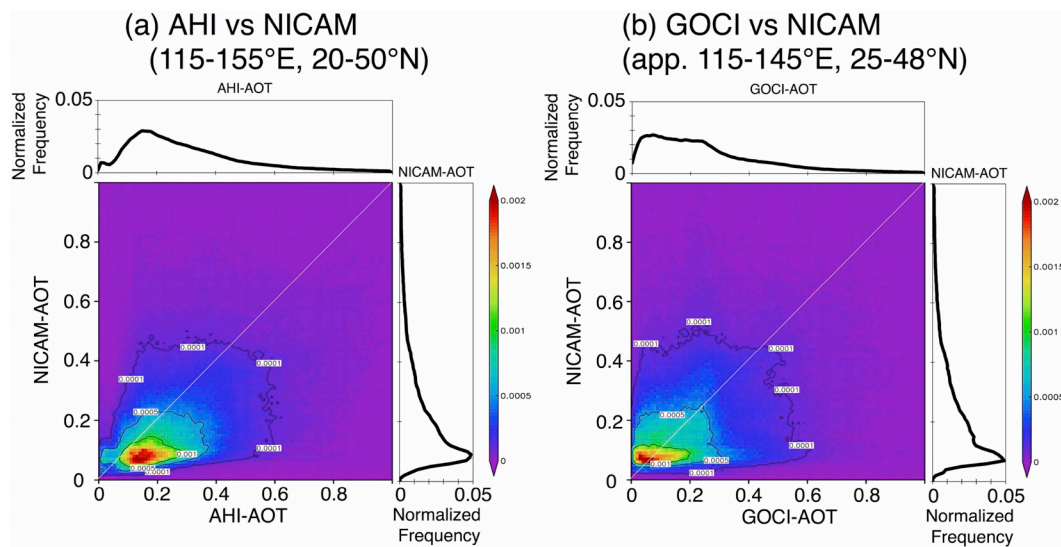 (a) AHI vs NICAM
(115-155°E, 20-50°N)
AHI-AOT
Normalized
Frequency
0.05
0
NICAM-AOT
0.8
0.6
0.4
0.2
0
NICAM-AOT
0.0001
0.0001
0.0001
0.0005
0.001
0.0001
0.0005
0.0001
0.002
0.0015
0.001
0.0005
0
0 0.2 0.4 0.6 0.8
AHI-AOT
0 0.05
Normalized
Frequency
(b) GOCI vs NICAM
(app. 115-145°E, 25-48°N)
GOCI-AOT
Normalized
Frequency
0.05
0
NICAM-AOT
0.8
0.6
0.4
0.2
0
NICAM-AOT
0.0001
0.0001
0.0001
0.0005
0.0001
0.0005
0.001
0.0001
0.002
0.0015
0.001
0.0005
0
0 0.2 0.4 0.6 0.8
GOCI-AOT
0 0.05
Normalized
Frequency